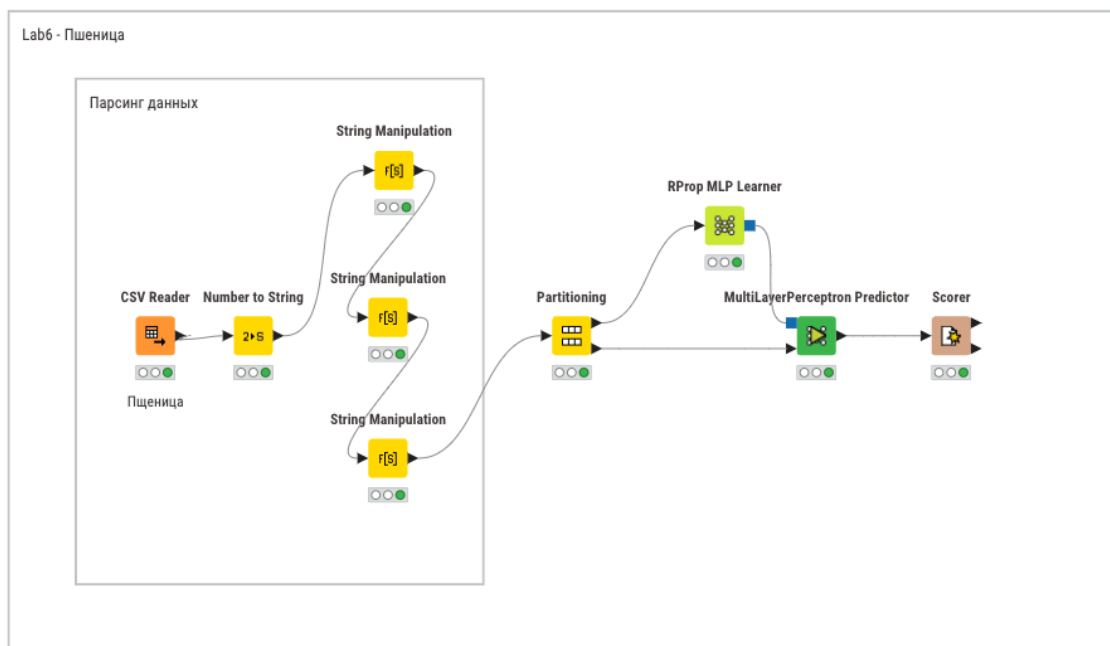 Lab6 - Пшеница
Парсинг данных
String Manipulation
F[S]
RProp MLP Learner
String Manipulation
F[S]
CSV Reader
Number to String
2▸S
Пщеница
Partitioning
MultiLayerPerceptron Predictor
Scorer
String Manipulation
F[S]